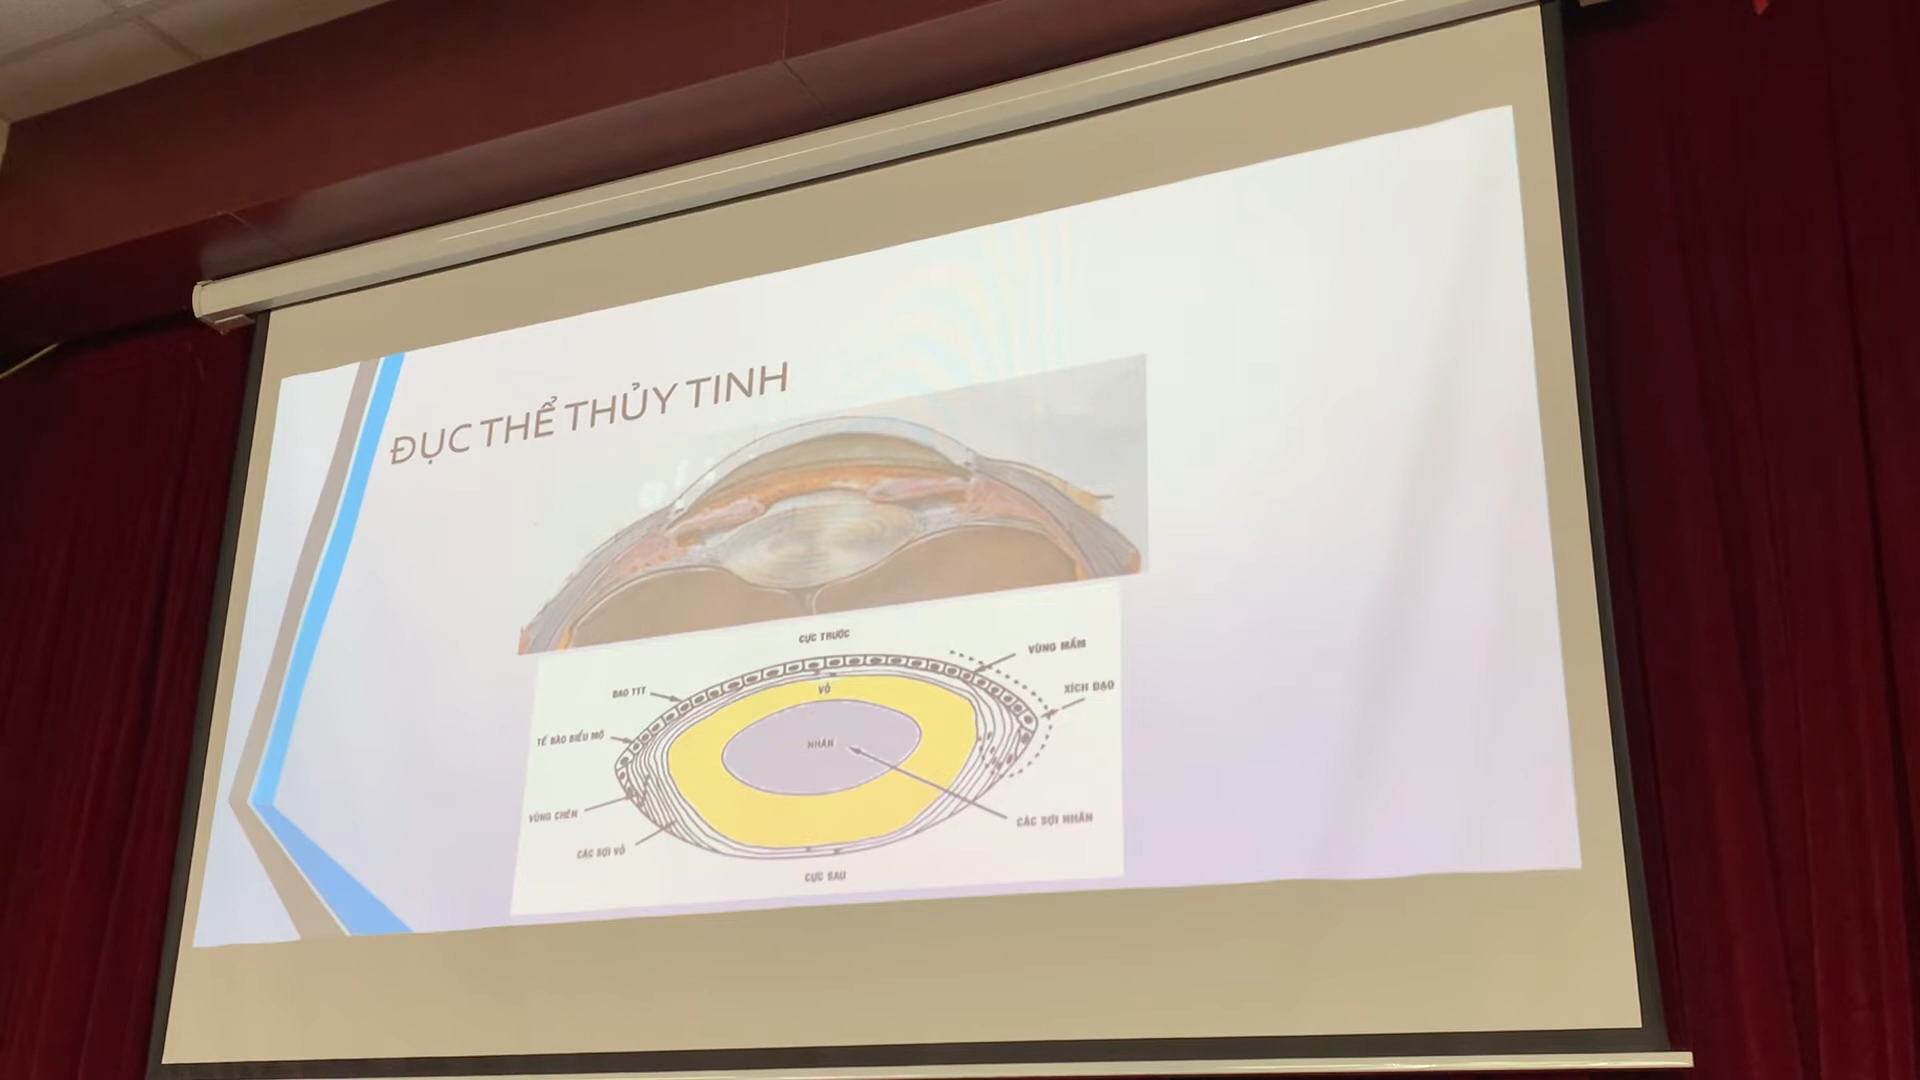 ĐỤC THỂ THỦY TINH
CỰC TRƯỚC
VÙNG MẦM
BAO TTT
VỎ
XÍCH ĐẠO
TẾ BÀO BIỂU MÔ
NHÂN
VÙNG CHÉN
CÁC SỢI NHÂN
CÁC SỢI VỎ
CỰC SAU